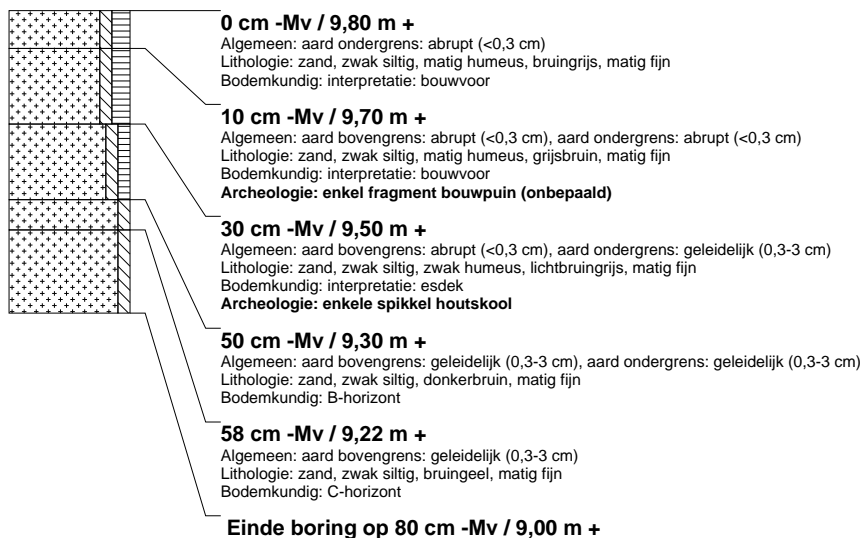 0 cm -Mv / 9,80 m +
Algemeen: aard ondergrens: abrupt (<0,3 cm)
Lithologie: zand, zwak siltig, matig humeus, bruingrijs, matig fijn
Bodemkundig: interpretatie: bouwvoor
10 cm -Mv / 9,70 m +
Algemeen: aard bovengrens: abrupt (<0,3 cm), aard ondergrens: abrupt (<0,3 cm)
Lithologie: zand, zwak siltig, matig humeus, grijsbruin, matig fijn
Bodemkundig: interpretatie: bouwvoor
Archeologie: enkel fragment bouwpuin (onbepaald)
30 cm -Mv / 9,50 m +
Algemeen: aard bovengrens: abrupt (<0,3 cm), aard ondergrens: geleidelijk (0,3-3 cm)
Lithologie: zand, zwak siltig, zwak humeus, lichtbruingrijs, matig fijn
Bodemkundig: interpretatie: esdek
Archeologie: enkele spikkel houtskool
50 cm -Mv / 9,30 m +
Algemeen: aard bovengrens: geleidelijk (0,3-3 cm), aard ondergrens: geleidelijk (0,3-3 cm)
Lithologie: zand, zwak siltig, donkerbruin, matig fijn
Bodemkundig: B-horizont
58 cm -Mv / 9,22 m +
Algemeen: aard bovengrens: geleidelijk (0,3-3 cm)
Lithologie: zand, zwak siltig, bruingeel, matig fijn
Bodemkundig: C-horizont
Einde boring op 80 cm -Mv / 9,00 m +